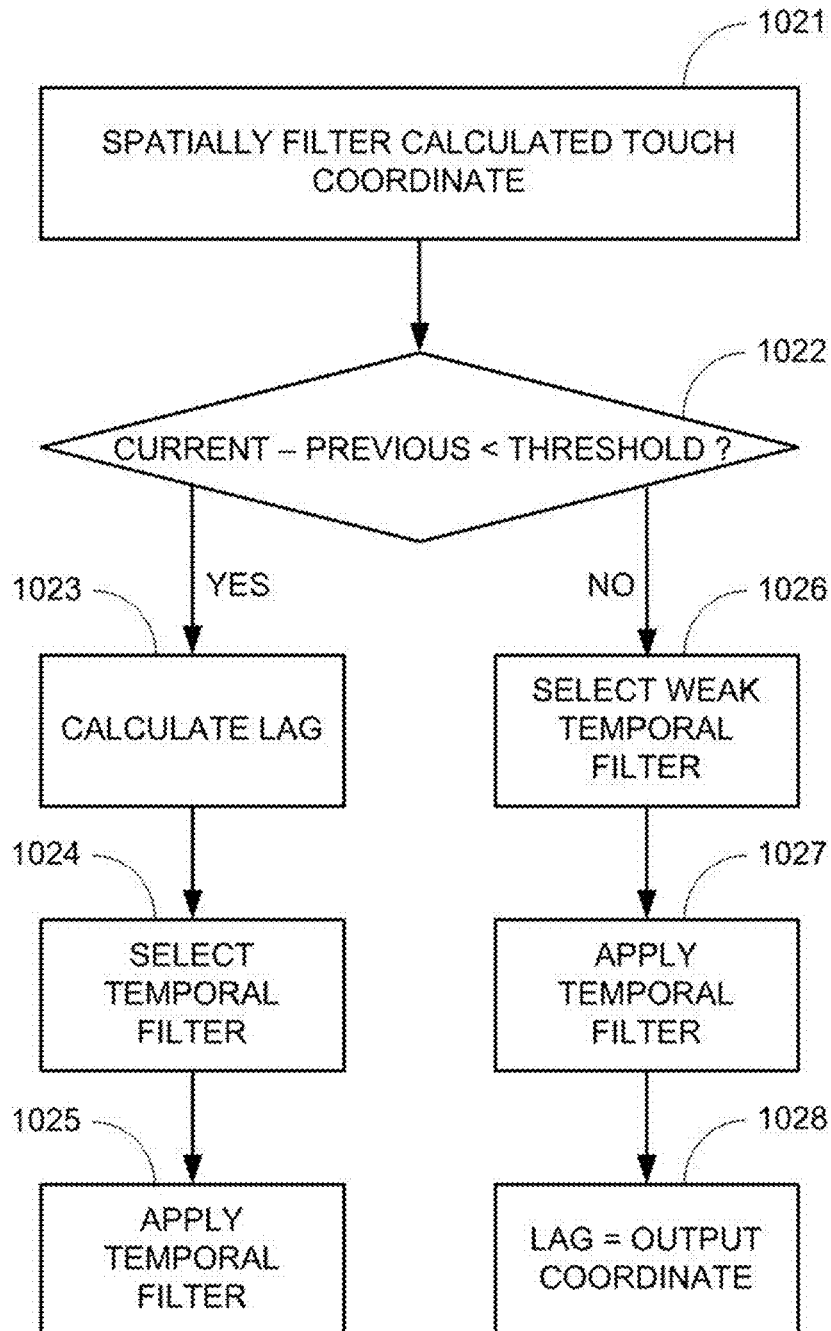 1021
SPATIALLY FILTER CALCULATED TOUCH
COORDINATE
1022
CURRENT – PREVIOUS < THRESHOLD ?
YES
NO
1023
CALCULATE LAG
1026
SELECT WEAK
TEMPORAL
FILTER
1024
SELECT
TEMPORAL
FILTER
1027
APPLY
TEMPORAL
FILTER
1025
APPLY
TEMPORAL
FILTER
1028
LAG = OUTPUT
COORDINATE